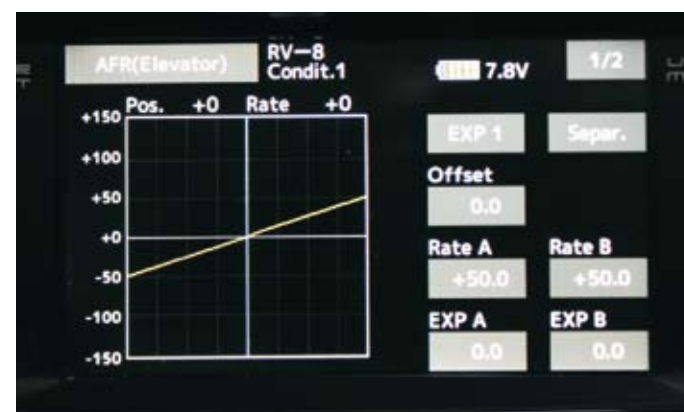 AFR(Elevator)
RV-8
Condit.1
7.8V
1/2
Pos. +0 Rate +0
+150
+100
+50
+0
-50
-100
-150
EXP 1
Separ.
Offset
0.0
Rate A
Rate B
+50.0
+50.0
EXP A
EXP B
0.0
0.0